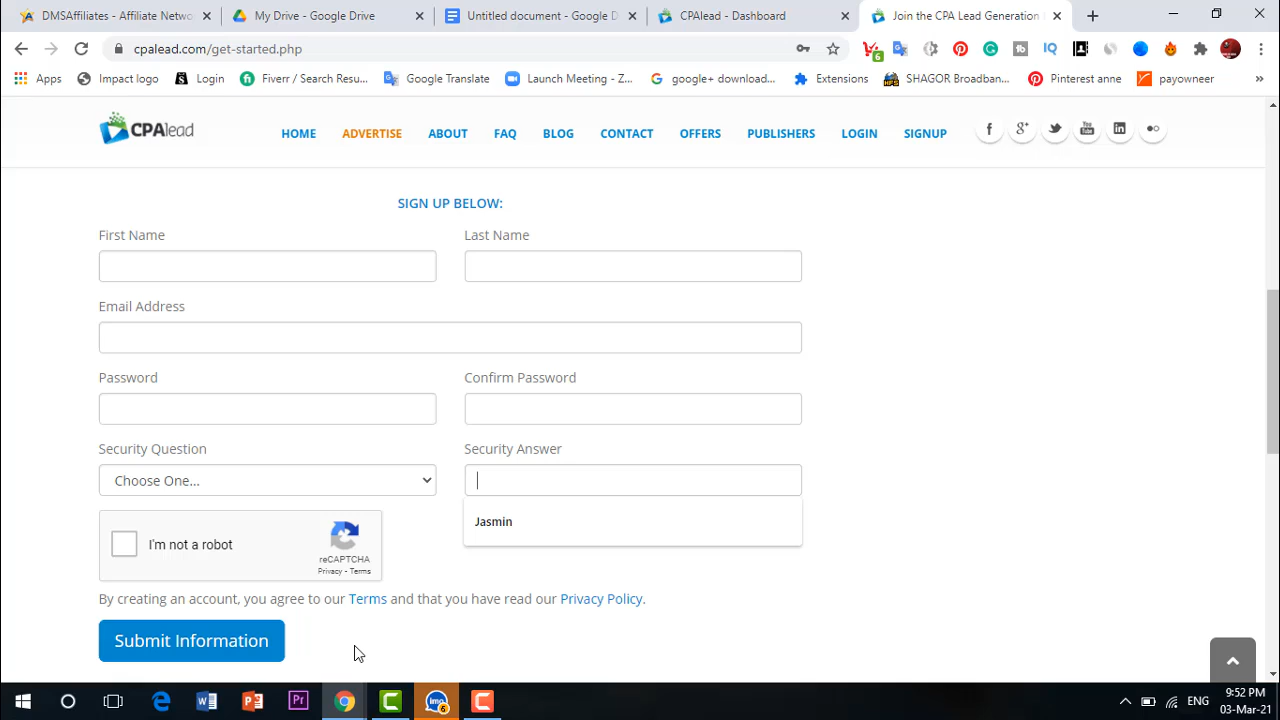 DMSAffiliates - Affiliate Netw
My Drive - Google Drive
Untitled document - Google D
CPAlead - Dashboard
Join the CPA Lead Generation
cpalead.com/get-started.php
6
Apps
Impact logo
Login
Fiverr / Search Resu...
Google Translate
Launch Meeting - Z...
google+ download...
Extensions
SHAGOR Broadban...
Pinterest anne
payowneer
»
CPAlead
HOME
ADVERTISE
ABOUT
FAQ
BLOG
CONTACT
OFFERS
PUBLISHERS
LOGIN
SIGNUP
SIGN UP BELOW:
First Name
Last Name
Email Address
Password
Confirm Password
Security Question
Security Answer
Choose One...
Jasmin
I'm not a robot
reCAPTCHA
Privacy - Terms
By creating an account, you agree to our Terms and that you have read our Privacy Policy.
Submit Information
ENG
9:52 PM
03-Mar-21